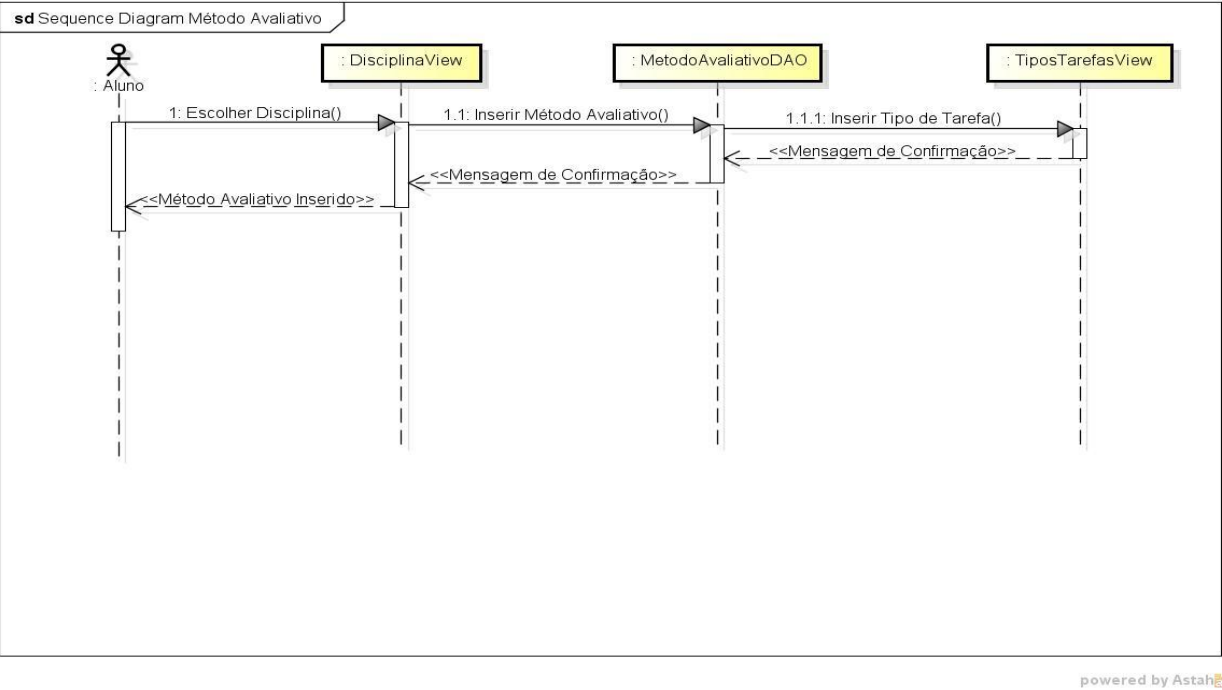 sd Sequence Diagram Método Avaliativo
: Aluno
: DisciplinaView
: MetodoAvaliativoDAO
: TiposTarefasView
1: Escolher Disciplina()
1.1: Inserir Método Avaliativo()
1.1.1: Inserir Tipo de Tarefa()
<<Mensagem de Confirmação>>
<<Mensagem de Confirmação>>
<<Método Avaliativo Inserido>>
powered by Astah